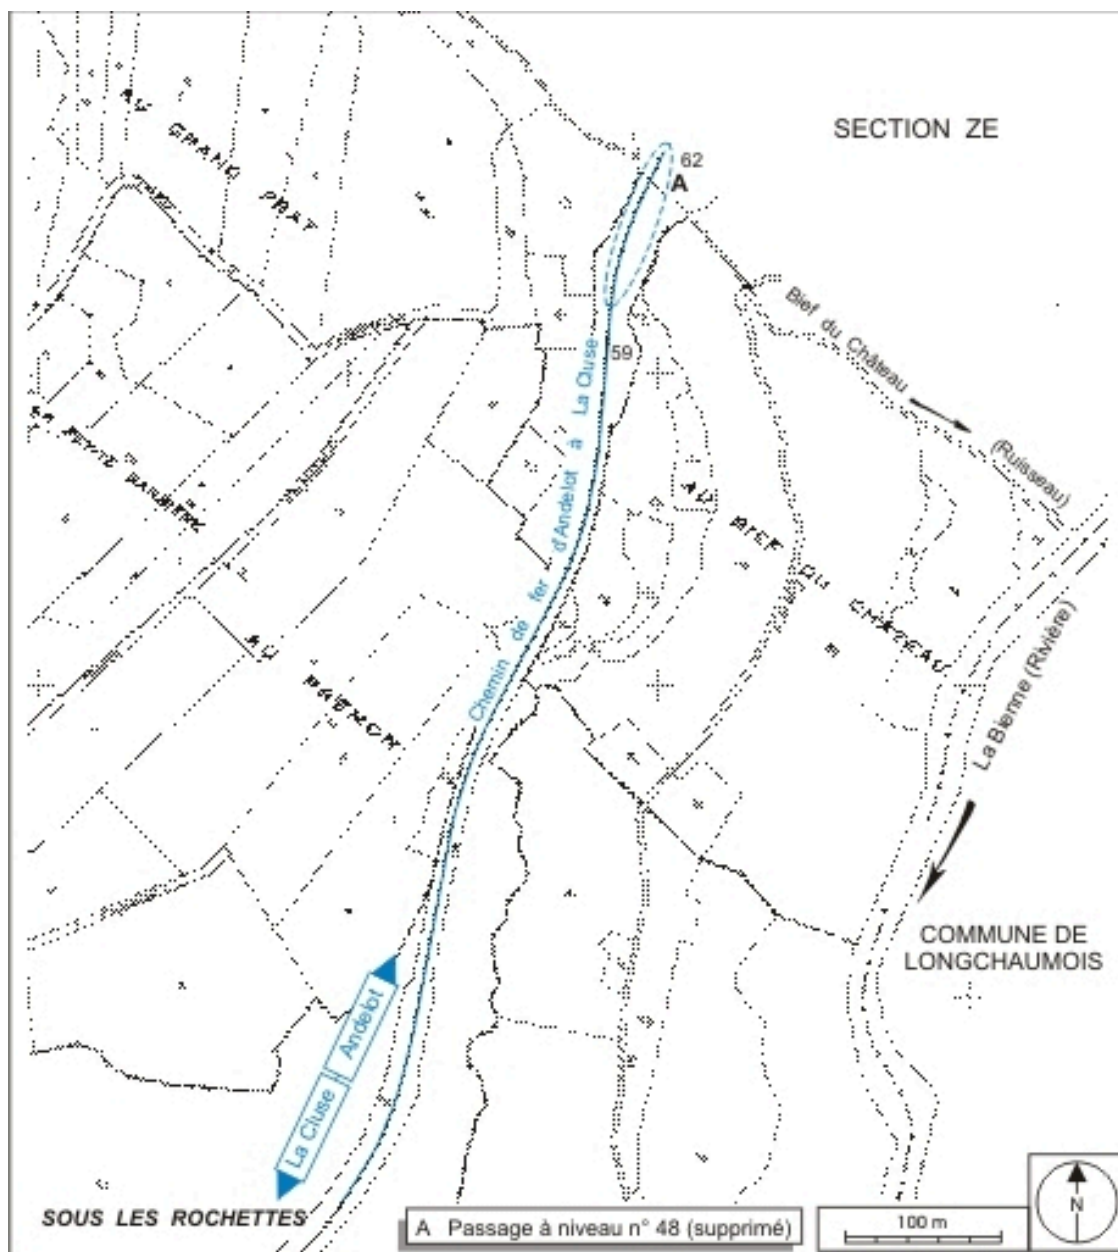 SECTION ZE
AU GRAND PRAT
62
A
Bief du Château
(Ruisseau)
59
Chemin de fer d'Andelot à La Cluse
LA PETITE
AU BIEF DU CHATEAU
AU
La Bienne (Rivière)
COMMUNE DE
LONGCHAUMOIS
Andelot
La Cluse
SOUS LES ROCHETTES
A Passage à niveau n° 48 (supprimé)
100 m
N